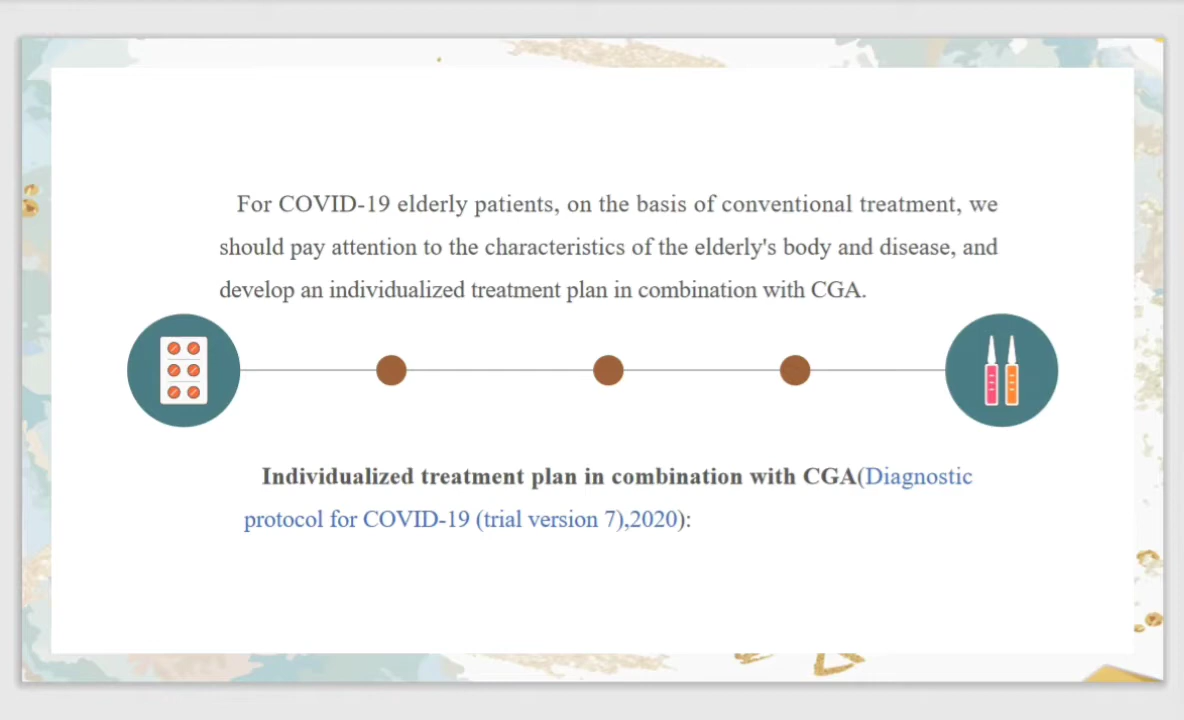 For COVID-19 elderly patients, on the basis of conventional treatment, we
should pay attention to the characteristics of the elderly's body and disease, and
develop an individualized treatment plan in combination with CGA.
Individualized treatment plan in combination with CGA(Diagnostic
protocol for COVID-19 (trial version 7),2020):